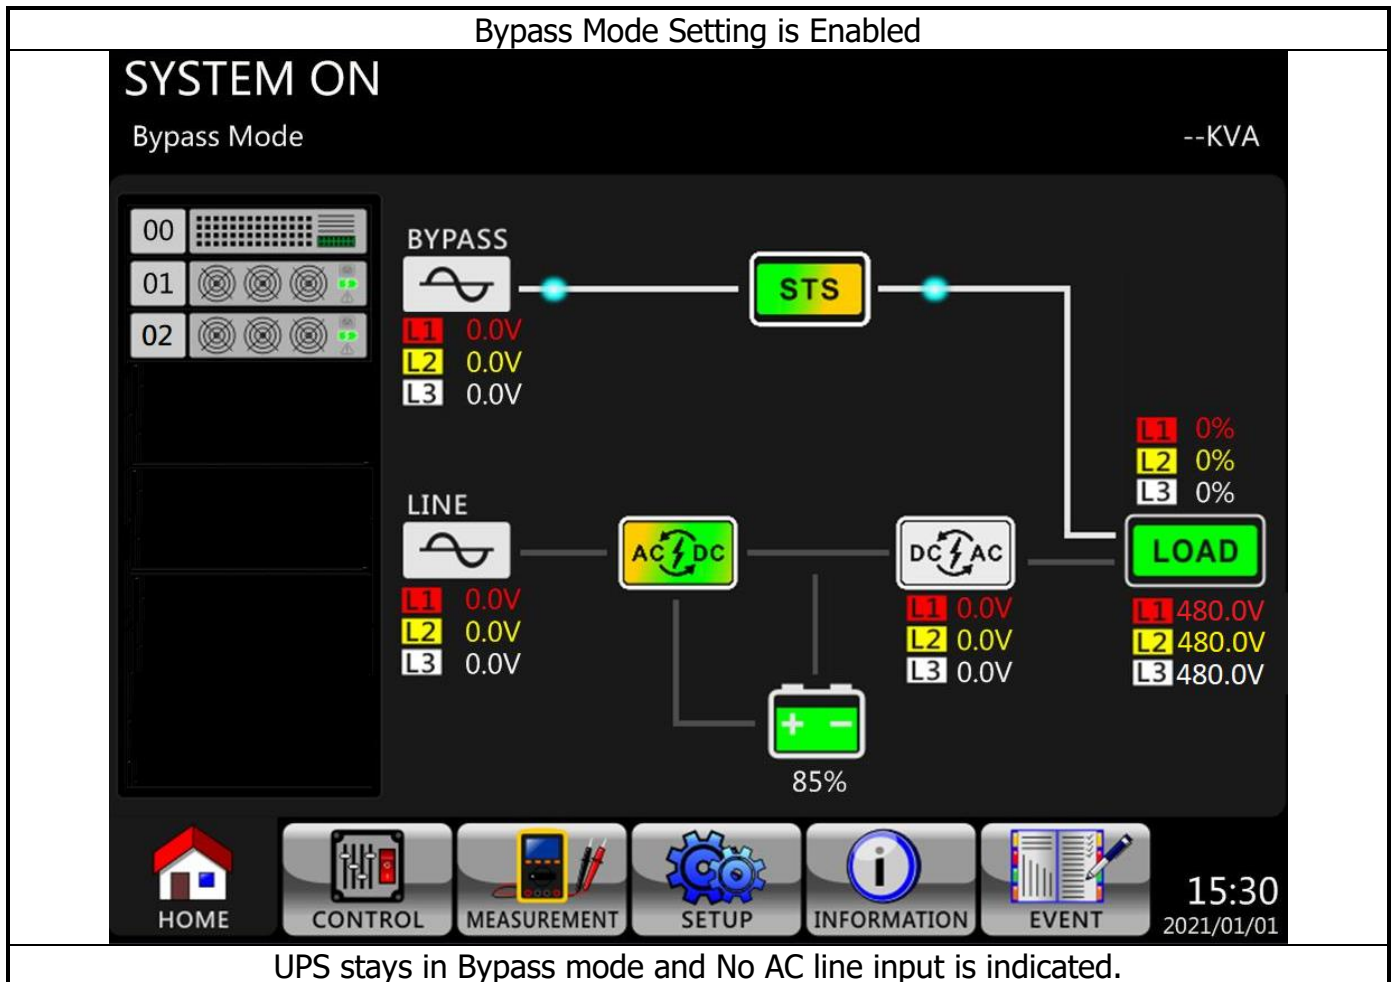 Bypass Mode Setting is Enabled
SYSTEM ON
Bypass Mode
--KVA
00
01
02
BYPASS
STS
L1 0.0V
L2 0.0V
L3 0.0V
L1 0%
L2 0%
L3 0%
LINE
AC DC
DC AC
LOAD
L1 0.0V
L2 0.0V
L3 0.0V
L1 0.0V
L2 0.0V
L3 0.0V
L1 480.0V
L2 480.0V
L3 480.0V
+ -
85%
HOME
CONTROL
MEASUREMENT
SETUP
INFORMATION
EVENT
15:30
2021/01/01
UPS stays in Bypass mode and No AC line input is indicated.